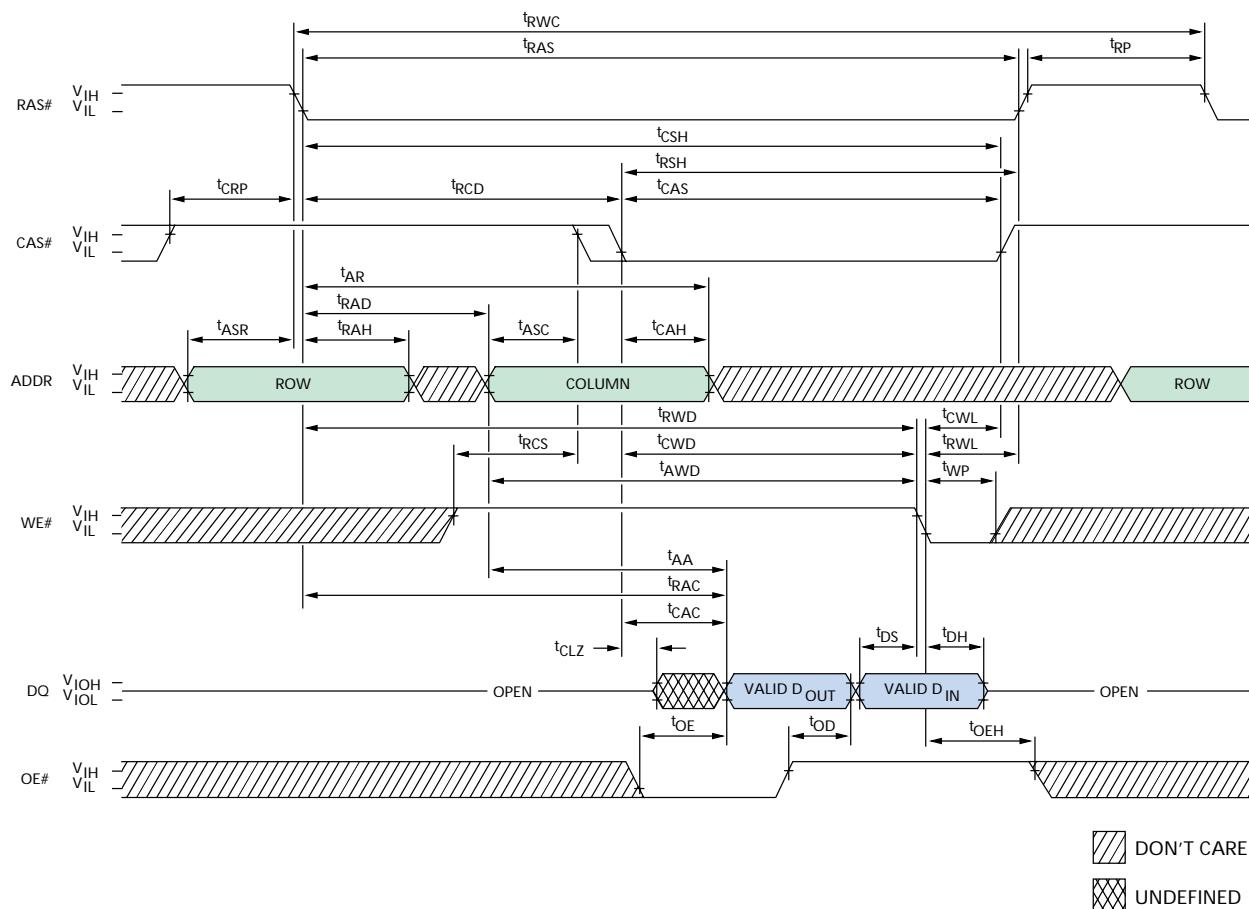 tRWC
tRAS
tRP
RAS#
VIH
VIL
tCSH
tRSH
tCRP
tRCD
tCAS
CAS#
VIH
VIL
tAR
tRAD
tASR
tRAH
tASC
tCAH
ADDR
VIH
VIL
ROW
COLUMN
ROW
tRWD
tCWL
tRCS
tCWD
tRWL
tAWD
tWP
WE#
VIH
VIL
tAA
tRAC
tCAC
tCLZ
tDS
tDH
DQ
VIOH
VIOL
OPEN
VALID DOUT
VALID DIN
OPEN
tOE
tOD
tOEH
OE#
VIH
VIL
DON'T CARE
UNDEFINED